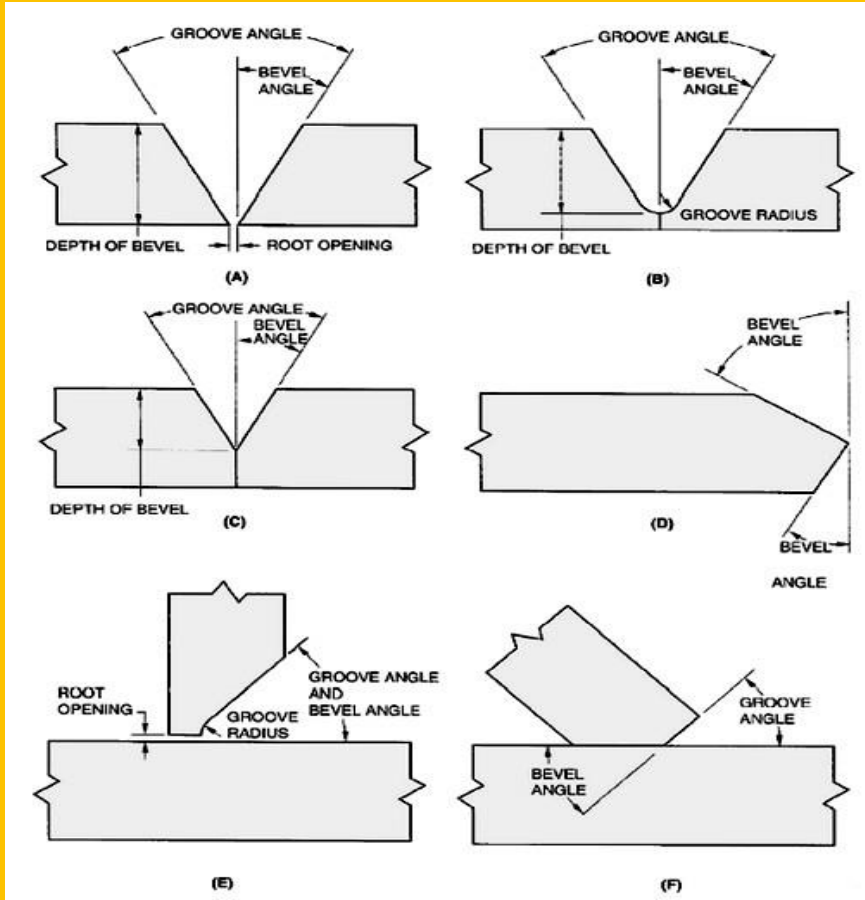 GROOVE ANGLE
BEVEL
ANGLE
DEPTH OF BEVEL
ROOT OPENING
(A)
GROOVE ANGLE
BEVEL
ANGLE
GROOVE RADIUS
DEPTH OF BEVEL
(B)
GROOVE ANGLE
BEVEL
ANGLE
DEPTH OF BEVEL
(C)
BEVEL
ANGLE
BEVEL
ANGLE
(D)
ROOT
OPENING
GROOVE
RADIUS
GROOVE ANGLE
AND
BEVEL ANGLE
(E)
GROOVE
ANGLE
BEVEL
ANGLE
(F)